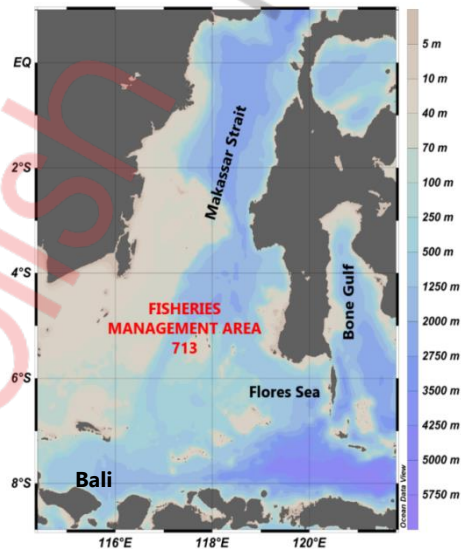 EQ
2°S
4°S
6°S
8°S
116°E
118°E
120°E
Makassar Strait
FISHERIES
MANAGEMENT AREA
713
Bone Gulf
Flores Sea
Bali
5 m
10 m
40 m
70 m
100 m
250 m
500 m
1250 m
2000 m
2750 m
3500 m
4250 m
5000 m
5750 m
Ocean Data View